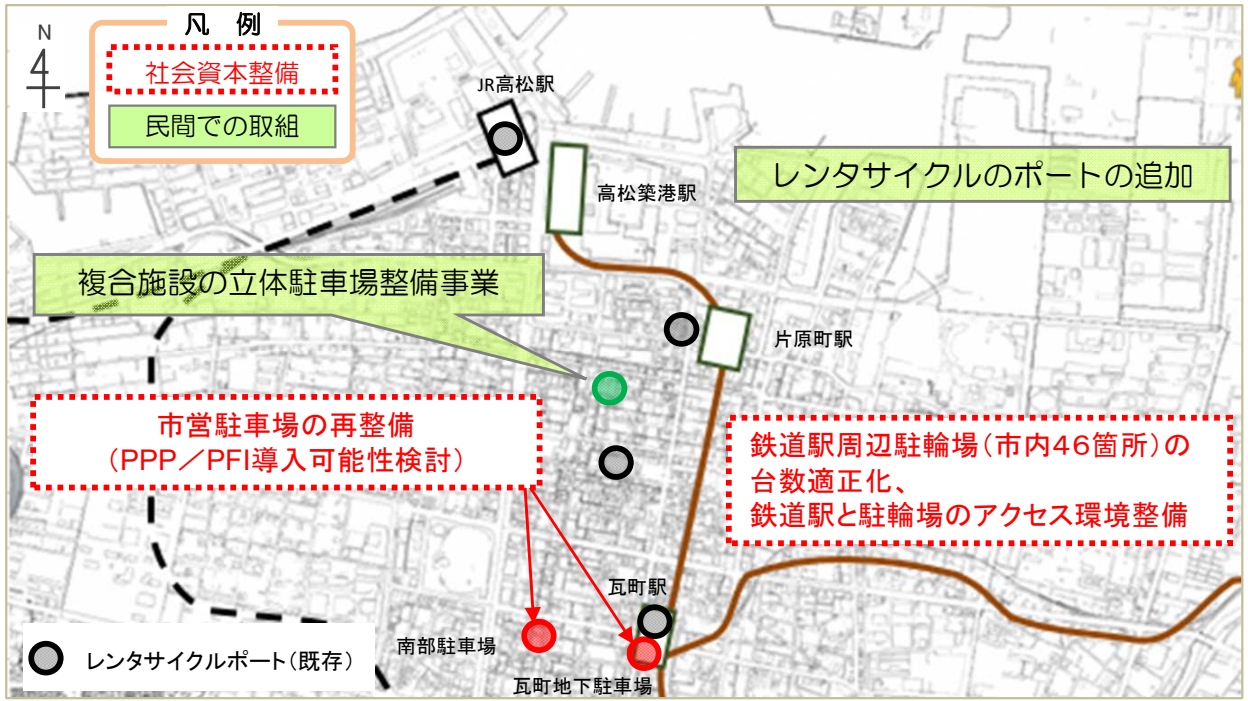 N
凡 例
社会資本整備
民間での取組
JR高松駅
高松築港駅
レンタサイクルのポートの追加
複合施設の立体駐車場整備事業
片原町駅
市営駐車場の再整備
(PPP/PFI導入可能性検討)
鉄道駅周辺駐輪場(市内46箇所)の
台数適正化、
鉄道駅と駐輪場のアクセス環境整備
瓦町駅
南部駐車場
瓦町地下駐車場
レンタサイクルポート(既存)